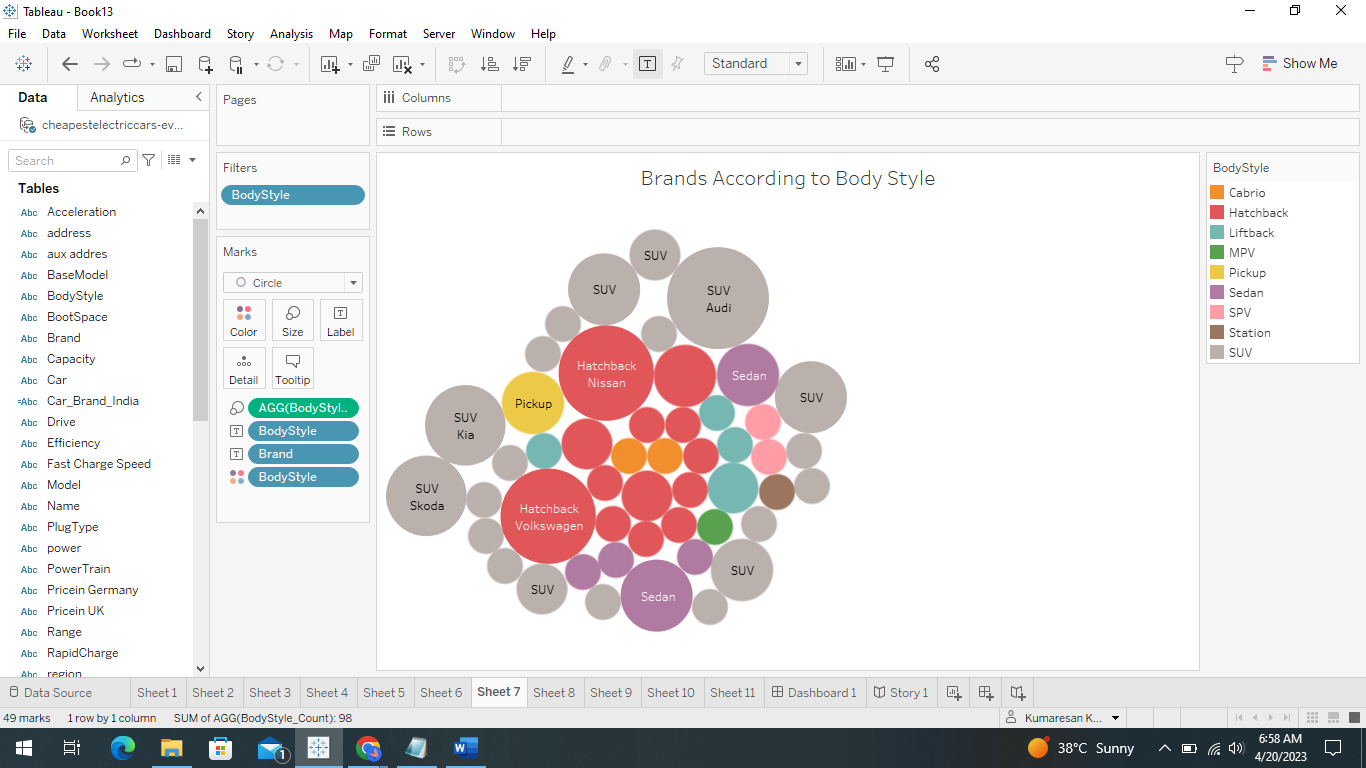 Tableau - Book13
File Data Worksheet Dashboard Story Analysis Map Format Server Window Help
Standard
Show Me
Data Analytics
cheapestelectriccars-ev...
Search
Tables
Abc Acceleration
Abc address
Abc aux addres
Abc BaseModel
Abc BodyStyle
Abc BootSpace
Abc Brand
Abc Capacity
Abc Car
=Abc Car_Brand_India
Abc Drive
Abc Efficiency
Abc Fast Charge Speed
Abc Model
Abc Name
Abc PlugType
Abc power
Abc PowerTrain
Abc Pricein Germany
Abc Pricein UK
Abc Range
Abc RapidCharge
Abc region
Pages
Filters
BodyStyle
Marks
Circle
Color Size Label
Detail Tooltip
AGG(BodyStyl..
BodyStyle
Brand
BodyStyle
Columns
Rows
Brands According to Body Style
SUV
SUV
SUV
Audi
Hatchback
Nissan
Sedan
SUV
Pickup
SUV
Kia
SUV
Skoda
Hatchback
Volkswagen
SUV
SUV
Sedan
BodyStyle
Cabrio
Hatchback
Liftback
MPV
Pickup
Sedan
SPV
Station
SUV
Data Source Sheet 1 Sheet 2 Sheet 3 Sheet 4 Sheet 5 Sheet 6 Sheet 7 Sheet 8 Sheet 9 Sheet 10 Sheet 11 Dashboard 1 Story 1
49 marks 1 row by 1 column SUM of AGG(BodyStyle_Count): 98
Kumaresan K...
1
38°C Sunny
6:58 AM
4/20/2023